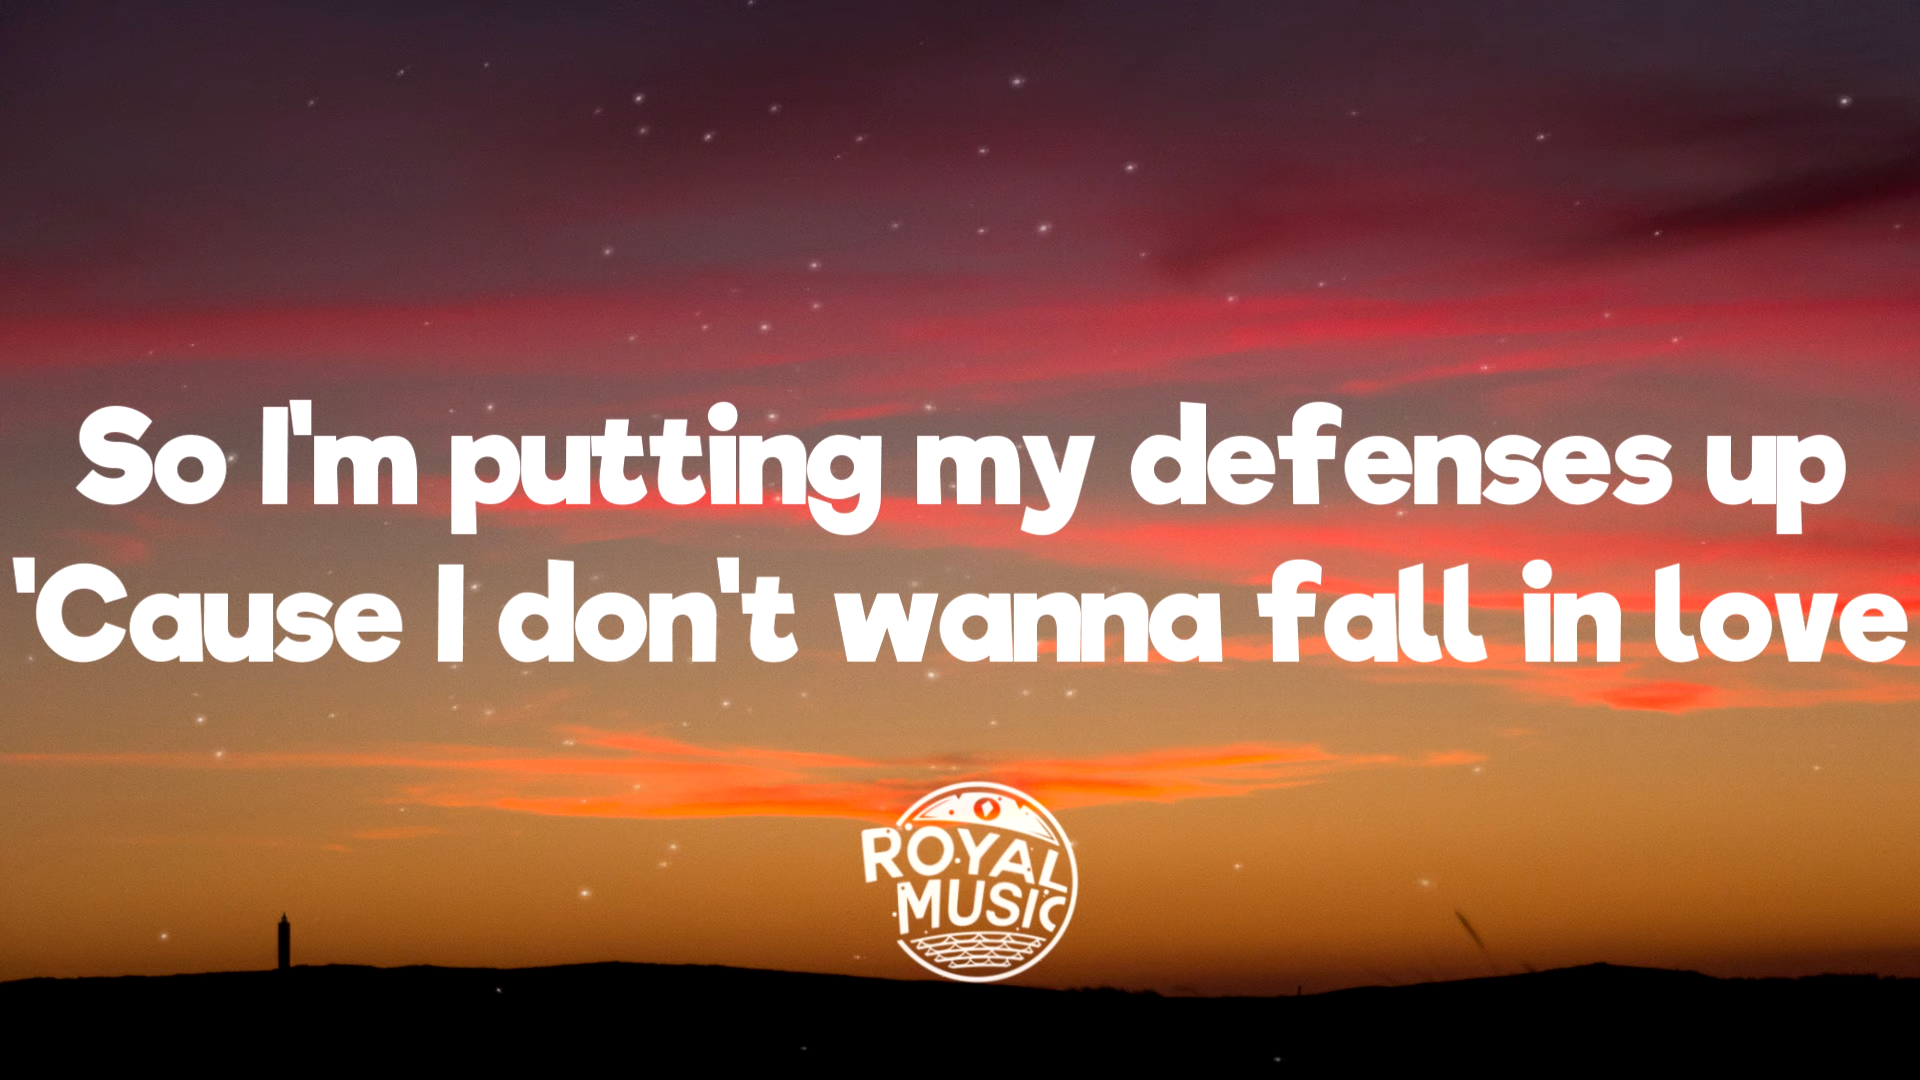 So I'm putting my defenses up
'Cause I don't wanna fall in love
ROYAL
MUSIC